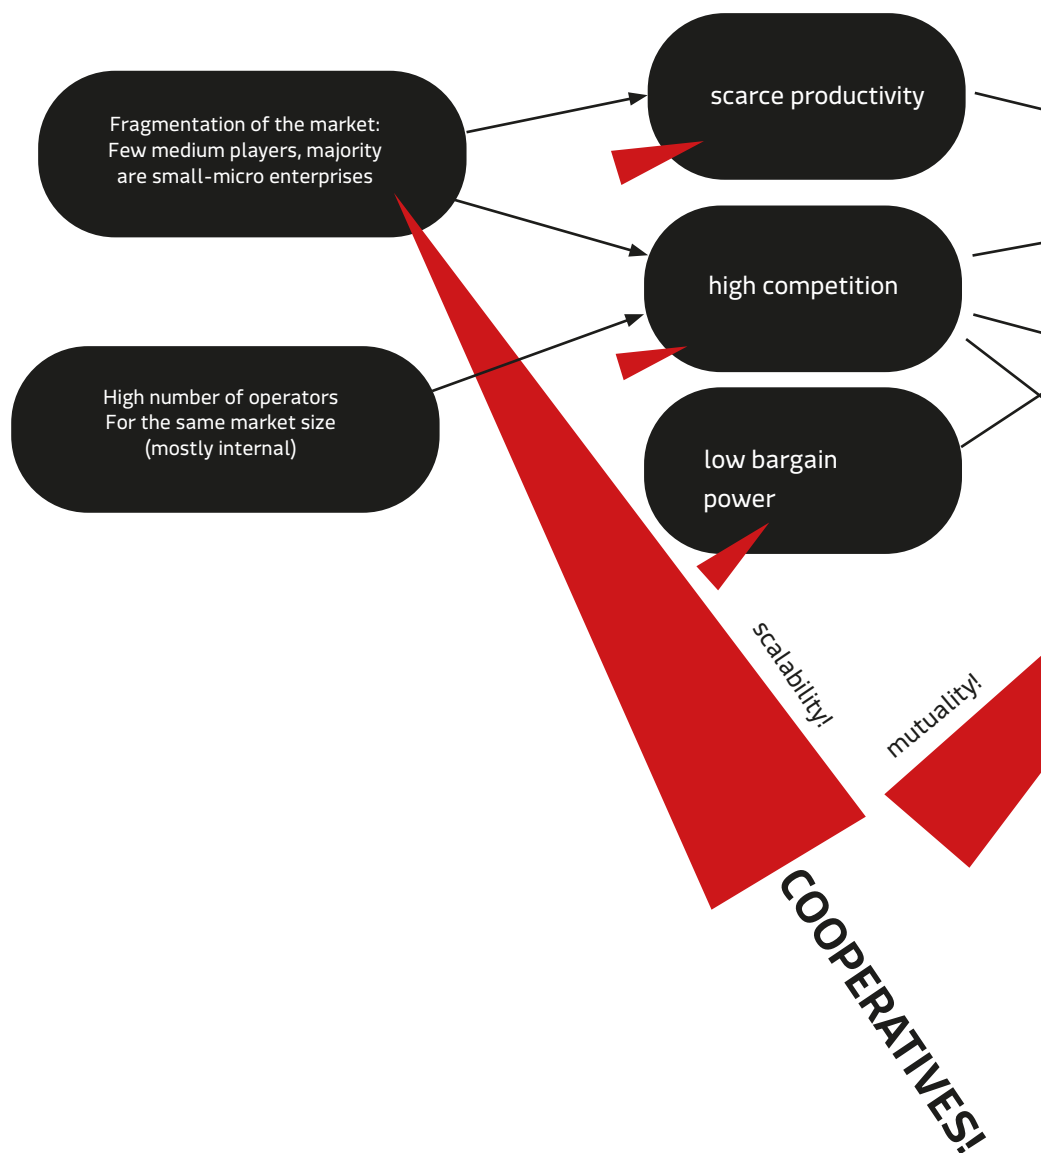 Fragmentation of the market:
Few medium players, majority
are small-micro enterprises
scarce productivity
high competition
High number of operators
For the same market size
(mostly internal)
low bargain
power
scalability!
mutuality!
COOPERATIVES!